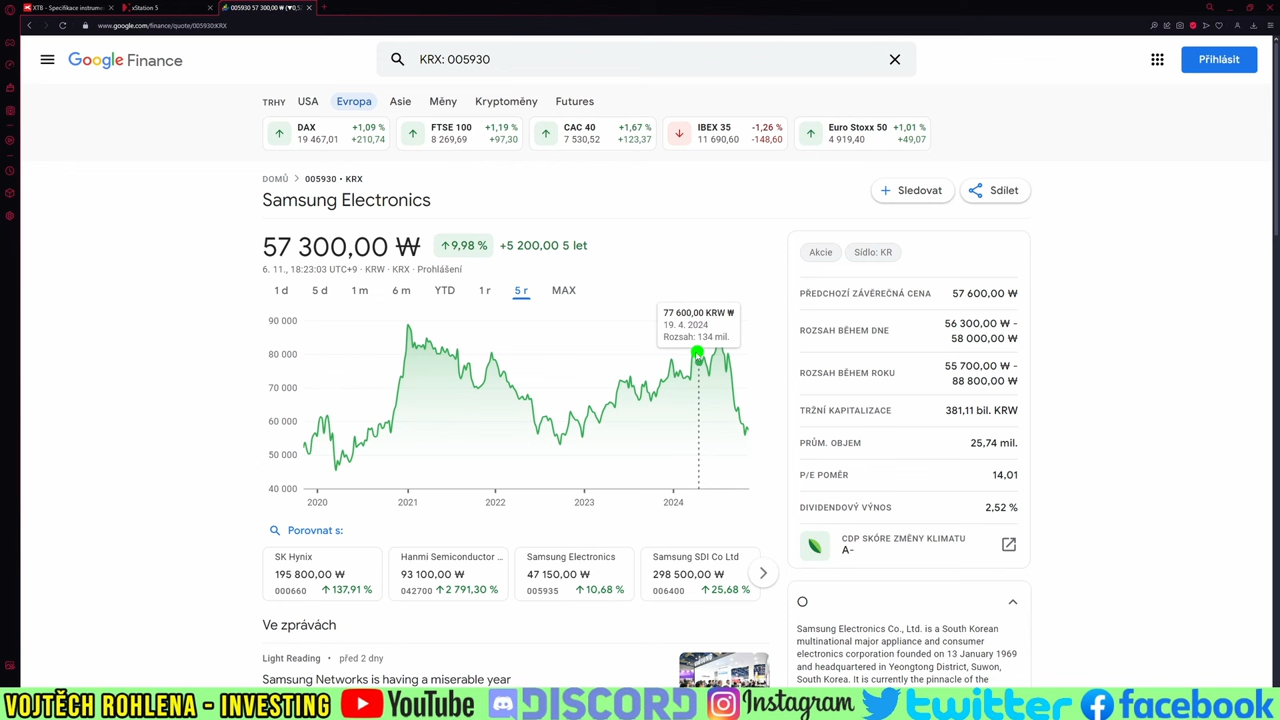 XTB - Specifikace instrum
xStation 5
005930 57 300,00 ₩ (▼0,5
www.google.com/finance/quote/005930:KRX
Google Finance
KRX: 005930
Přihlásit
TRHY USA Evropa Asie Měny Kryptoměny Futures
DAX +1,09 %
19 467,01 +210,74
FTSE 100 +1,19 %
8 269,69 +97,30
CAC 40 +1,67 %
7 530,52 +123,37
IBEX 35 -1,26 %
11 690,60 -148,60
Euro Stoxx 50 +1,01 %
4 919,40 +49,07
DOMŮ > 005930 • KRX
Samsung Electronics
Sledovat
Sdílet
57 300,00 ₩ ↑9,98 % +5 200,00 5 let
6. 11., 18:23:03 UTC+9 · KRW · KRX · Prohlášení
1 d 5 d 1 m 6 m YTD 1 r 5 r MAX
77 600,00 KRW ₩
19. 4. 2024
Rozsah: 134 mil.
90 000
80 000
70 000
60 000
50 000
40 000
2020 2021 2022 2023 2024
Porovnat s:
SK Hynix
195 800,00 ₩
000660 ↑137,91 %
Hanmi Semiconductor ...
93 100,00 ₩
042700 ↑2 791,30 %
Samsung Electronics
47 150,00 ₩
005935 ↑10,68 %
Samsung SDI Co Ltd
298 500,00 ₩
006400 ↑25,68 %
Ve zprávách
Light Reading • před 2 dny
Samsung Networks is having a miserable year
Akcie Sídlo: KR
PŘEDCHOZÍ ZÁVĚREČNÁ CENA 57 600,00 ₩
ROZSAH BĚHEM DNE 56 300,00 ₩ -
58 000,00 ₩
ROZSAH BĚHEM ROKU 55 700,00 ₩ -
88 800,00 ₩
TRŽNÍ KAPITALIZACE 381,11 bil. KRW
PRŮM. OBJEM 25,74 mil.
P/E POMĚR 14,01
DIVIDENDOVÝ VÝNOS 2,52 %
CDP SKÓRE ZMĚNY KLIMATU
A-
Samsung Electronics Co., Ltd. is a South Korean
multinational major appliance and consumer
electronics corporation founded on 13 January 1969
and headquartered in Yeongtong District, Suwon,
South Korea. It is currently the pinnacle of the
VOJTĚCH ROHLENA - INVESTING YouTube DISCORD Instagram twitter facebook